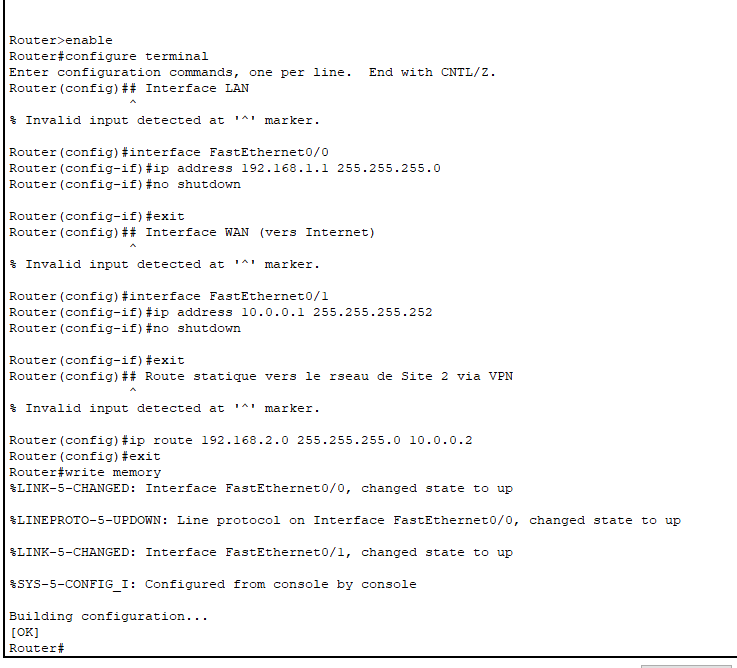 Router>enable
Router#configure terminal
Enter configuration commands, one per line.  End with CNTL/Z.
Router(config)## Interface LAN
^
% Invalid input detected at '^' marker.
Router(config)#interface FastEthernet0/0
Router(config-if)#ip address 192.168.1.1 255.255.255.0
Router(config-if)#no shutdown
Router(config-if)#exit
Router(config)## Interface WAN (vers Internet)
^
% Invalid input detected at '^' marker.
Router(config)#interface FastEthernet0/1
Router(config-if)#ip address 10.0.0.1 255.255.255.252
Router(config-if)#no shutdown
Router(config-if)#exit
Router(config)## Route statique vers le rseau de Site 2 via VPN
^
% Invalid input detected at '^' marker.
Router(config)#ip route 192.168.2.0 255.255.255.0 10.0.0.2
Router(config)#exit
Router#write memory
%LINK-5-CHANGED: Interface FastEthernet0/0, changed state to up
%LINEPROTO-5-UPDOWN: Line protocol on Interface FastEthernet0/0, changed state to up
%LINK-5-CHANGED: Interface FastEthernet0/1, changed state to up
%SYS-5-CONFIG_I: Configured from console by console
Building configuration...
[OK]
Router#